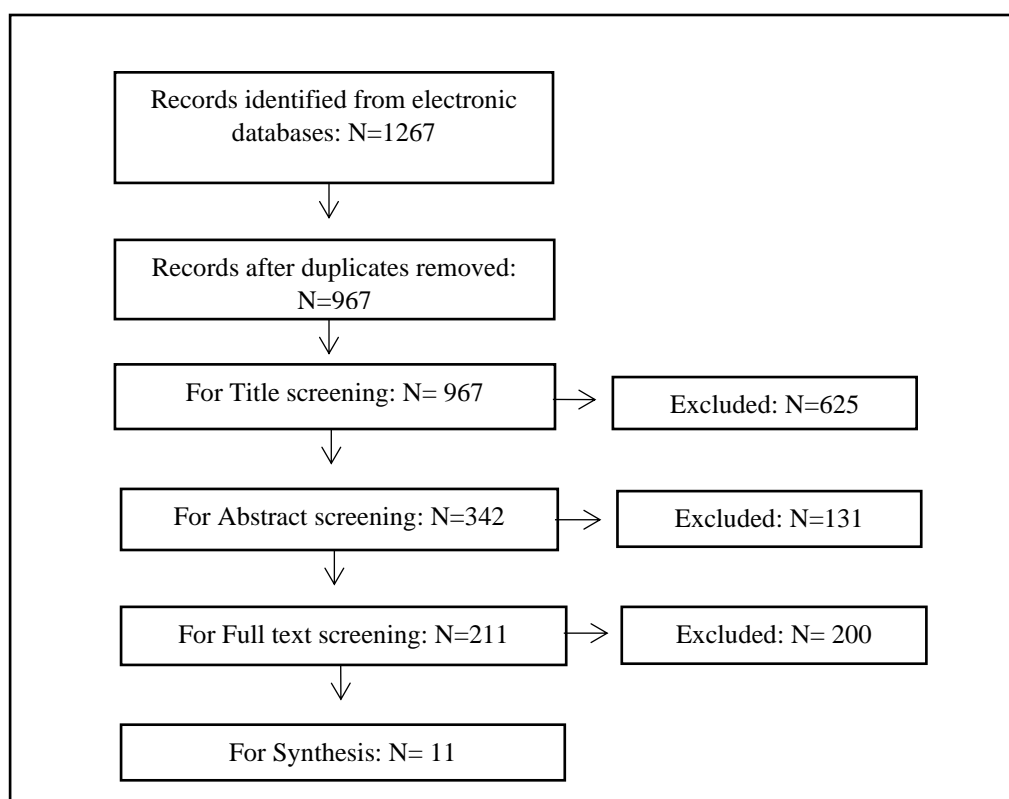 Records identified from electronic
databases: N=1267
Records after duplicates removed:
N=967
For Title screening: N= 967
Excluded: N=625
For Abstract screening: N=342
Excluded: N=131
For Full text screening: N=211
Excluded: N= 200
For Synthesis: N= 11